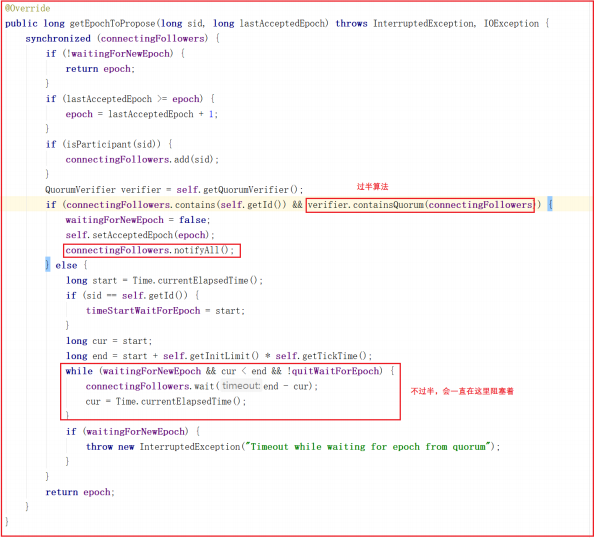 @Override
public long getEpochToPropose(long sid, long lastAcceptedEpoch) throws InterruptedException, IOException {
synchronized (connectingFollowers) {
if (!waitingForNewEpoch) {
return epoch;
}
if (lastAcceptedEpoch >= epoch) {
epoch = lastAcceptedEpoch + 1;
}
if (isParticipant(sid)) {
connectingFollowers.add(sid);
}
QuorumVerifier verifier = self.getQuorumVerifier();
过半算法
if (connectingFollowers.contains(self.getId()) && verifier.containsQuorum(connectingFollowers)) {
waitingForNewEpoch = false;
self.setAcceptedEpoch(epoch);
connectingFollowers.notifyAll();
} else {
long start = Time.currentElapsedTime();
if (sid == self.getId()) {
timeStartWaitForEpoch = start;
}
long cur = start;
long end = start + self.getInitLimit() * self.getTickTime();
while (waitingForNewEpoch && cur < end && !quitWaitForEpoch) {
connectingFollowers.wait( timeout: end - cur);
不过半，会一直在这里阻塞着
cur = Time.currentElapsedTime();
}
if (waitingForNewEpoch) {
throw new InterruptedException("Timeout while waiting for epoch from quorum");
}
}
return epoch;
}
}